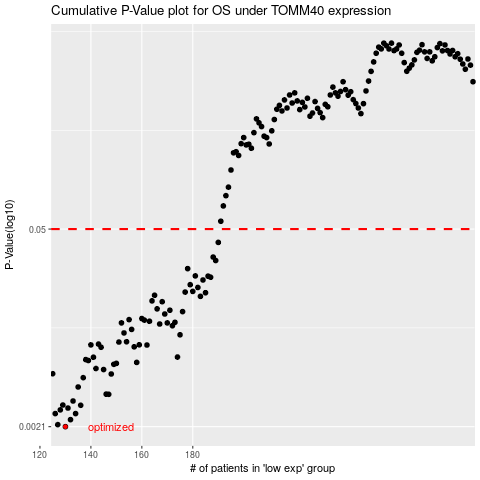 Cumulative P-Value plot for OS under TOMM40 expression
P-Value(log10)
0.05
0.0021
optimized
120 140 160 180
# of patients in 'low exp' group